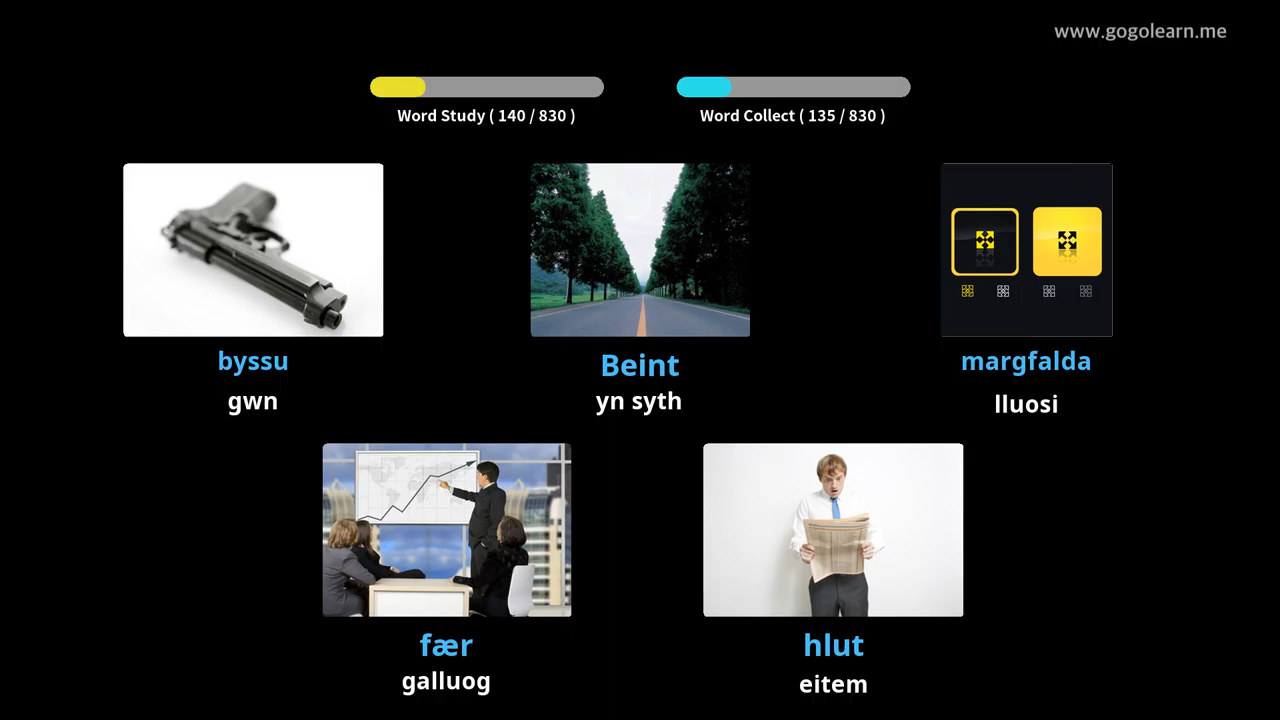 www.gogolearn.me
Word Study ( 140 / 830 )
Word Collect ( 135 / 830 )
byssu
gwn
Beint
yn syth
margfalda
lluosi
fær
galluog
hlut
eitem